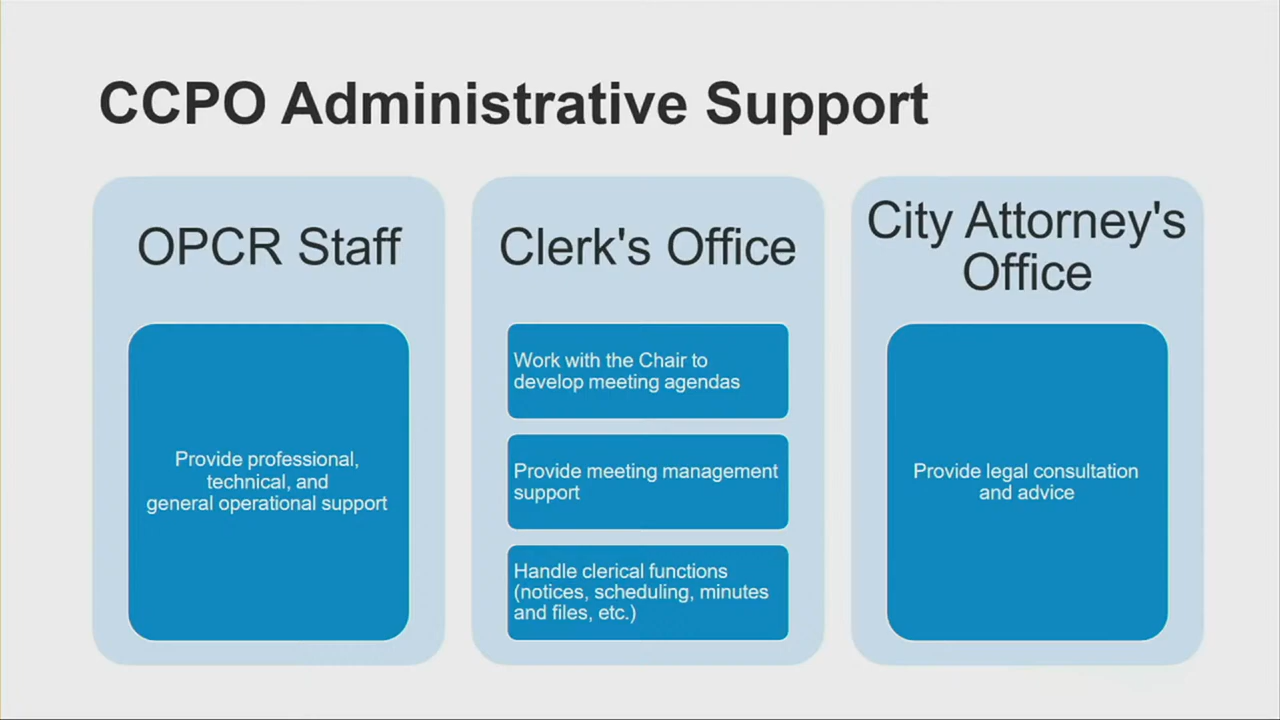 CCPO Administrative Support
OPCR Staff
Provide professional,
technical, and
general operational support
Clerk's Office
Work with the Chair to
develop meeting agendas
Provide meeting management
support
Handle clerical functions
(notices, scheduling, minutes
and files, etc.)
City Attorney's
Office
Provide legal consultation
and advice